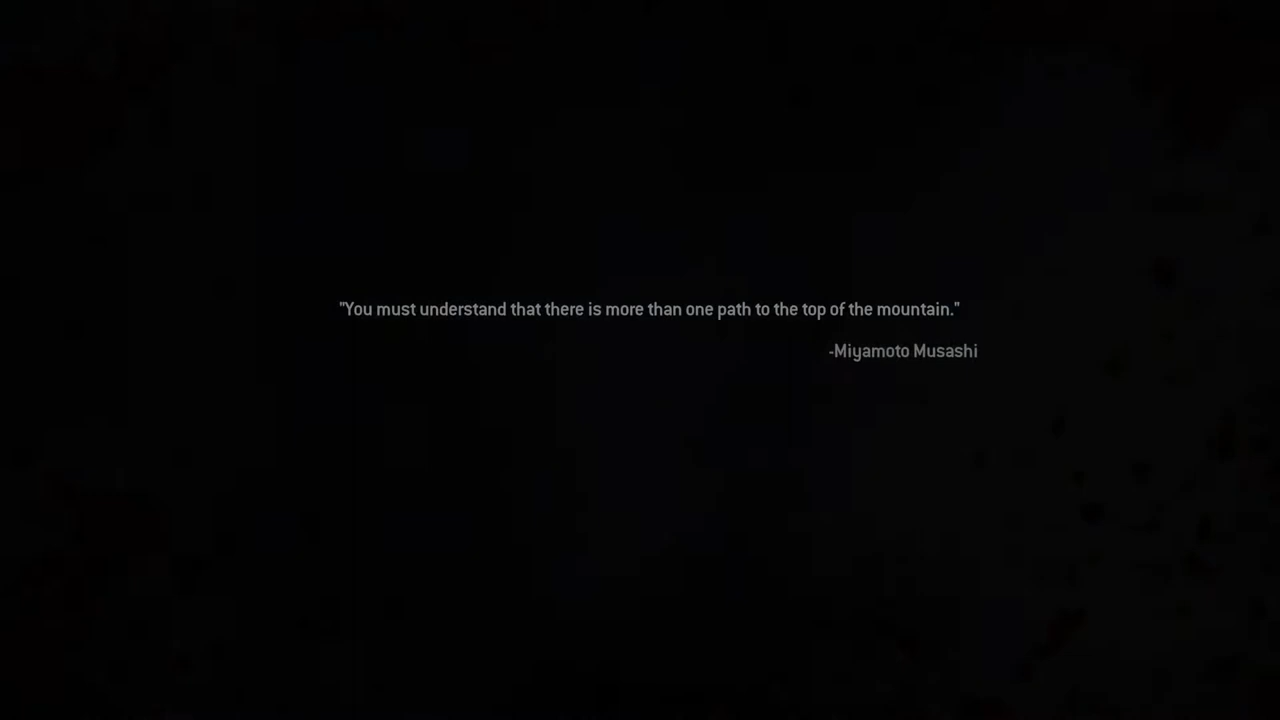 "You must understand that there is more than one path to the top of the mountain."
-Miyamoto Musashi